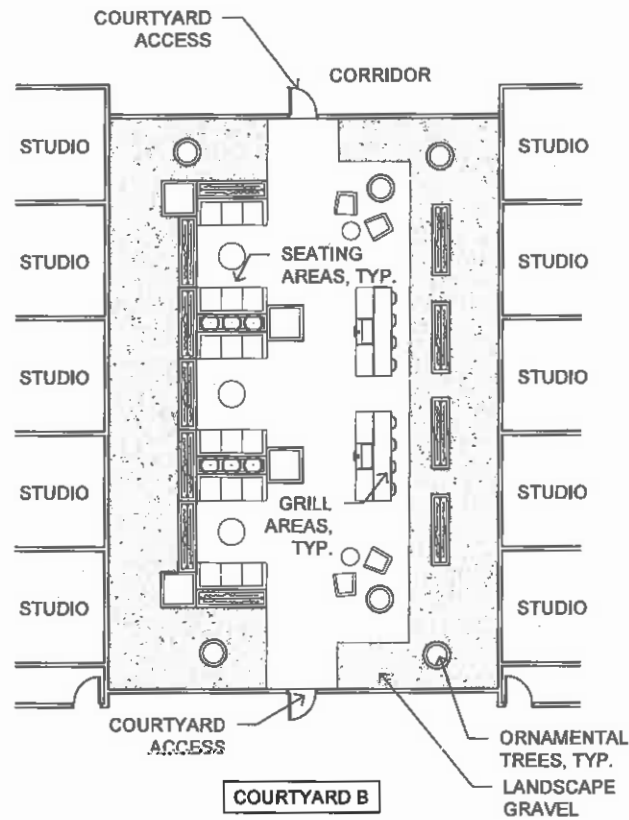 COURTYARD
ACCESS
CORRIDOR
STUDIO
STUDIO
STUDIO
STUDIO
STUDIO
SEATING
AREAS, TYP.
GRILL
AREAS,
TYP.
STUDIO
STUDIO
STUDIO
STUDIO
STUDIO
COURTYARD
ACCESS
ORNAMENTAL
TREES, TYP.
LANDSCAPE
GRAVEL
COURTYARD B